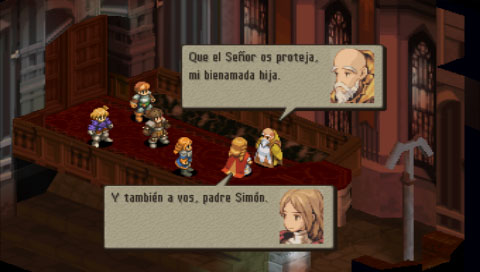 Que el Señor os proteja,
mi bienamada hija.
Y también a vos, padre Simón.